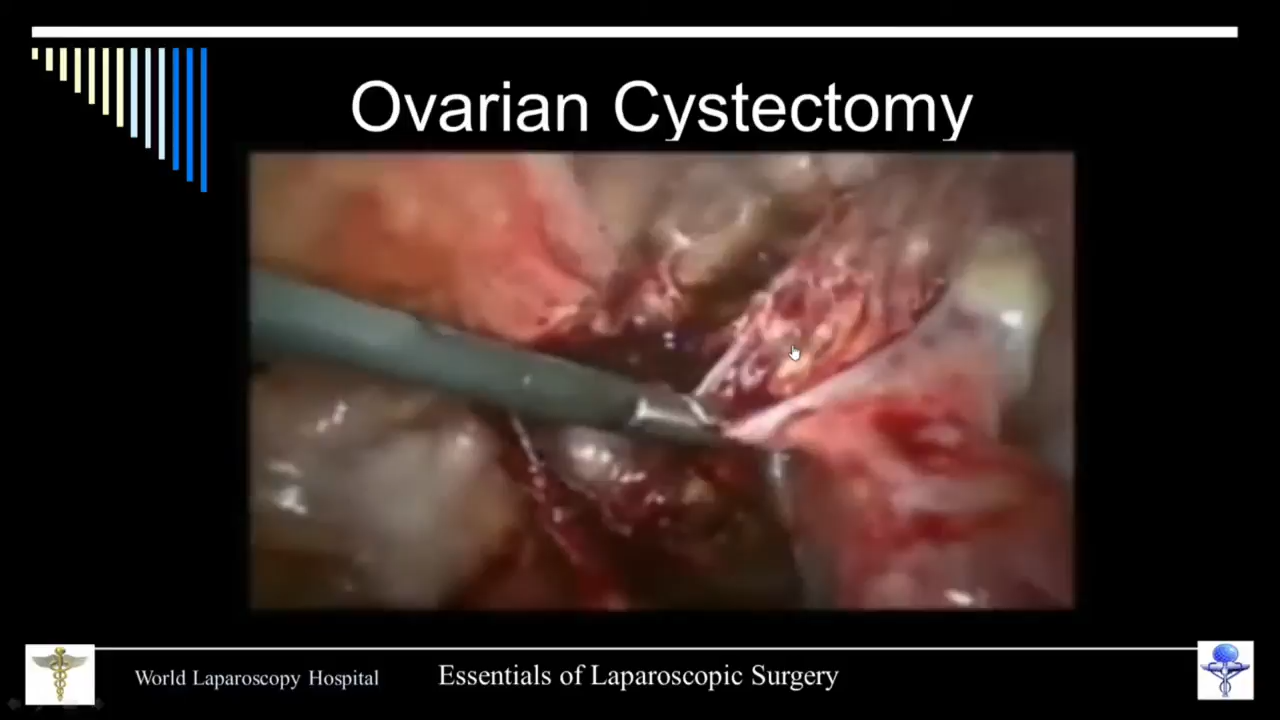 Ovarian Cystectomy
World Laparoscopy Hospital
Essentials of Laparoscopic Surgery